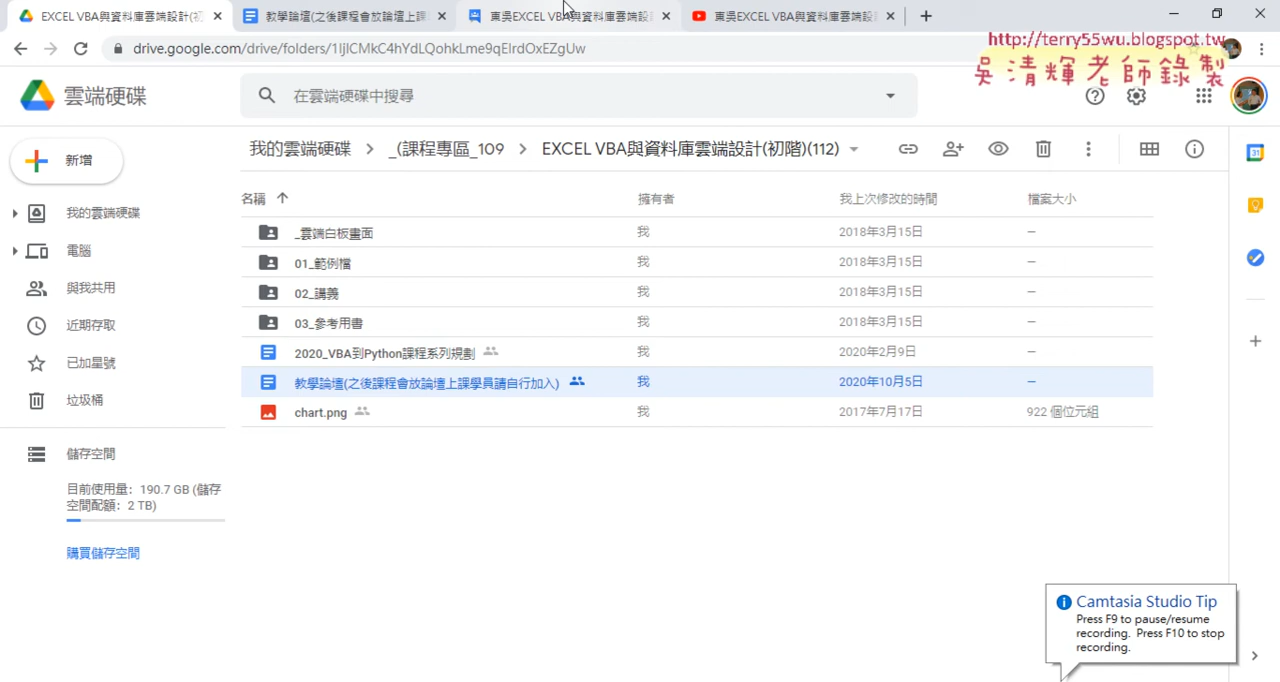 EXCEL VBA與資料庫雲端設計(初
教學論壇(之後課程會放論壇上課
東吳EXCEL VBA與資料庫雲端設
東吳EXCEL VBA與資料庫雲端設
drive.google.com/drive/folders/1IjlCMkC4hYdLQohkLme9qElrdOxEZgUw
http://terry55wu.blogspot.tw
吳清輝老師錄製
雲端硬碟
在雲端硬碟中搜尋
新增
我的雲端硬碟
電腦
與我共用
近期存取
已加星號
垃圾桶
儲存空間
目前使用量：190.7 GB (儲存
空間配額：2 TB)
購買儲存空間
我的雲端硬碟 > _(課程專區_109 > EXCEL VBA與資料庫雲端設計(初階)(112)
名稱 擁有者 我上次修改的時間 檔案大小
_雲端白板畫面 我 2018年3月15日 —
01_範例檔 我 2018年3月15日 —
02_講義 我 2018年3月15日 —
03_參考用書 我 2018年3月15日 —
2020_VBA到Python課程系列規劃 我 2020年2月9日 —
教學論壇(之後課程會放論壇上課學員請自行加入) 我 2020年10月5日 —
chart.png 我 2017年7月17日 922 個位元組
31
Camtasia Studio Tip
Press F9 to pause/resume
recording. Press F10 to stop
recording.